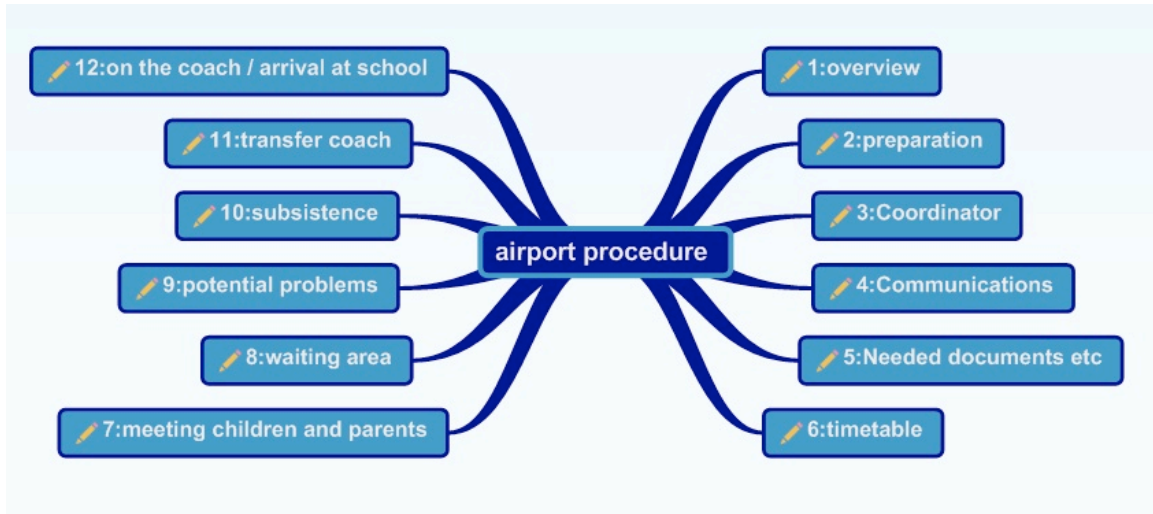 airport procedure
1:overview
2:preparation
3:Coordinator
4:Communications
5:Needed documents etc
6:timetable
7:meeting children and parents
8:waiting area
9:potential problems
10:subsistence
11:transfer coach
12:on the coach / arrival at school